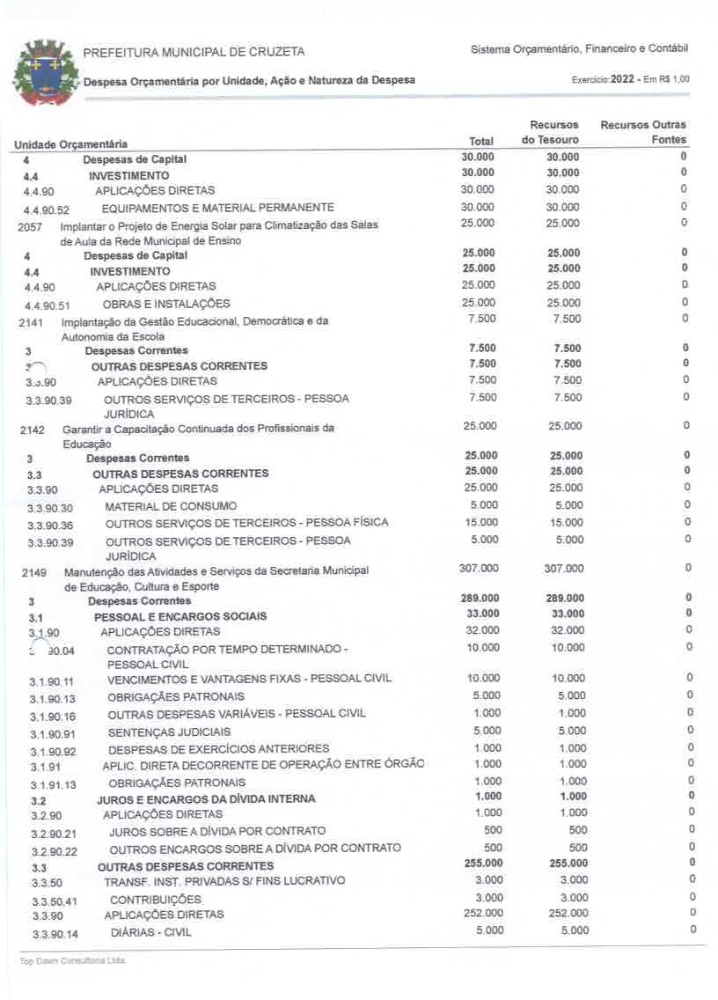 PREFEITURA MUNICIPAL DE CRUZETA
Sistema Orçamentário, Financeiro e Contábil
Despesa Orçamentária por Unidade, Ação e Natureza da Despesa
Exercício:2022 - Em R$ 1,00
Unidade Orçamentária Total Recursos do Tesouro Recursos Outras Fontes
4 Despesas de Capital 30.000 30.000 0
4.4 INVESTIMENTO 30.000 30.000 0
4.4.90 APLICAÇÕES DIRETAS 30.000 30.000 0
4.4.90.52 EQUIPAMENTOS E MATERIAL PERMANENTE 30.000 30.000 0
2057 Implantar o Projeto de Energia Solar para Climatização das Salas 25.000 25.000 0
de Aula da Rede Municipal de Ensino
4 Despesas de Capital 25.000 25.000 0
4.4 INVESTIMENTO 25.000 25.000 0
4.4.90 APLICAÇÕES DIRETAS 25.000 25.000 0
4.4.90.51 OBRAS E INSTALAÇÕES 25.000 25.000 0
2141 Implantação da Gestão Educacional, Democrática e da 7.500 7.500 0
Autonomia da Escola
3 Despesas Correntes 7.500 7.500 0
OUTRAS DESPESAS CORRENTES 7.500 7.500 0
3.3.90 APLICAÇÕES DIRETAS 7.500 7.500 0
3.3.90.39 OUTROS SERVIÇOS DE TERCEIROS - PESSOA 7.500 7.500 0
JURÍDICA
2142 Garantir a Capacitação Continuada dos Profissionais da 25.000 25.000 0
Educação
3 Despesas Correntes 25.000 25.000 0
3.3 OUTRAS DESPESAS CORRENTES 25.000 25.000 0
3.3.90 APLICAÇÕES DIRETAS 25.000 25.000 0
3.3.90.30 MATERIAL DE CONSUMO 5.000 5.000 0
3.3.90.36 OUTROS SERVIÇOS DE TERCEIROS - PESSOA FÍSICA 15.000 15.000 0
3.3.90.39 OUTROS SERVIÇOS DE TERCEIROS - PESSOA 5.000 5.000 0
JURÍDICA
2149 Manutenção das Atividades e Serviços da Secretaria Municipal 307.000 307.000 0
de Educação, Cultura e Esporte
3 Despesas Correntes 289.000 289.000 0
3.1 PESSOAL E ENCARGOS SOCIAIS 33.000 33.000 0
3.1.90 APLICAÇÕES DIRETAS 32.000 32.000 0
90.04 CONTRATAÇÃO POR TEMPO DETERMINADO - 10.000 10.000 0
PESSOAL CIVIL
3.1.90.11 VENCIMENTOS E VANTAGENS FIXAS - PESSOAL CIVIL 10.000 10.000 0
3.1.90.13 OBRIGAÇÃES PATRONAIS 5.000 5.000 0
3.1.90.16 OUTRAS DESPESAS VARIÁVEIS - PESSOAL CIVIL 1.000 1.000 0
3.1.90.91 SENTENÇAS JUDICIAIS 5.000 5.000 0
3.1.90.92 DESPESAS DE EXERCÍCIOS ANTERIORES 1.000 1.000 0
3.1.91 APLIC. DIRETA DECORRENTE DE OPERAÇÃO ENTRE ÓRGÃO 1.000 1.000 0
3.1.91.13 OBRIGAÇÃES PATRONAIS 1.000 1.000 0
3.2 JUROS E ENCARGOS DA DÍVIDA INTERNA 1.000 1.000 0
3.2.90 APLICAÇÕES DIRETAS 1.000 1.000 0
3.2.90.21 JUROS SOBRE A DÍVIDA POR CONTRATO 500 500 0
3.2.90.22 OUTROS ENCARGOS SOBRE A DÍVIDA POR CONTRATO 500 500 0
3.3 OUTRAS DESPESAS CORRENTES 255.000 255.000 0
3.3.50 TRANSF. INST. PRIVADAS S/ FINS LUCRATIVO 3.000 3.000 0
3.3.50.41 CONTRIBUIÇÕES 3.000 3.000 0
3.3.90 APLICAÇÕES DIRETAS 252.000 252.000 0
3.3.90.14 DIÁRIAS - CIVIL 5.000 5.000 0
Top Dawn Consultoria Ltda.